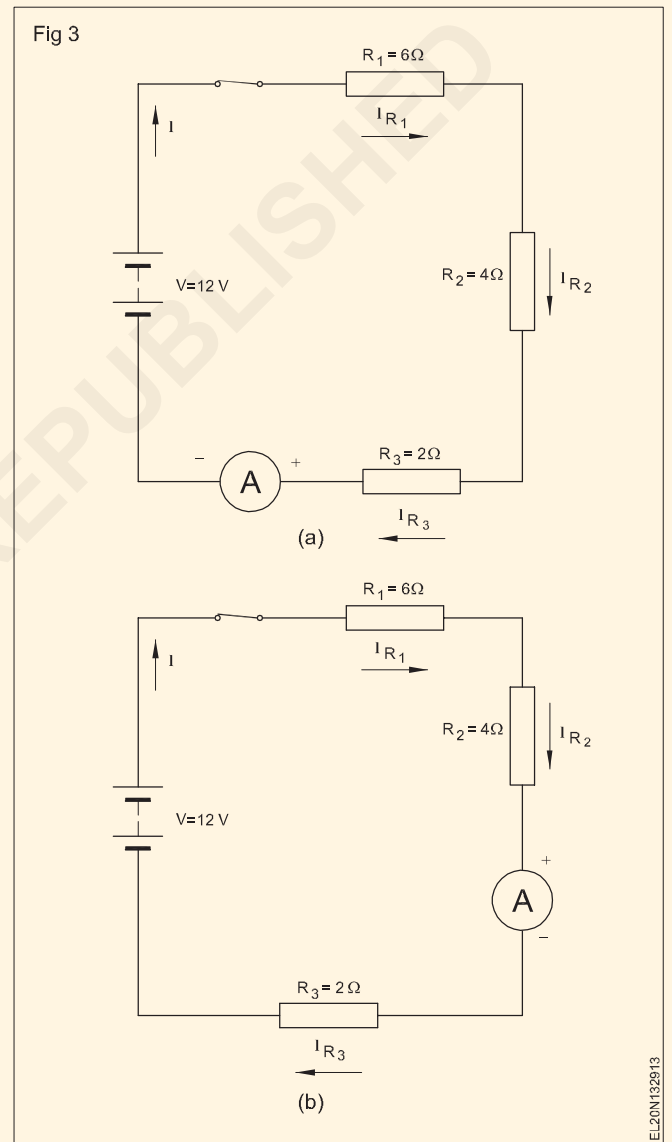 Fig 3
R1 = 6Ω
I
IR1
R2 = 4Ω
IR2
V=12 V
R3 = 2Ω
–
+
A
IR3
(a)
R1 = 6Ω
I
IR1
R2 = 4Ω
IR2
V=12 V
+
A
–
R3 = 2Ω
IR3
(b)
EL20N132913
REPUBLISHED